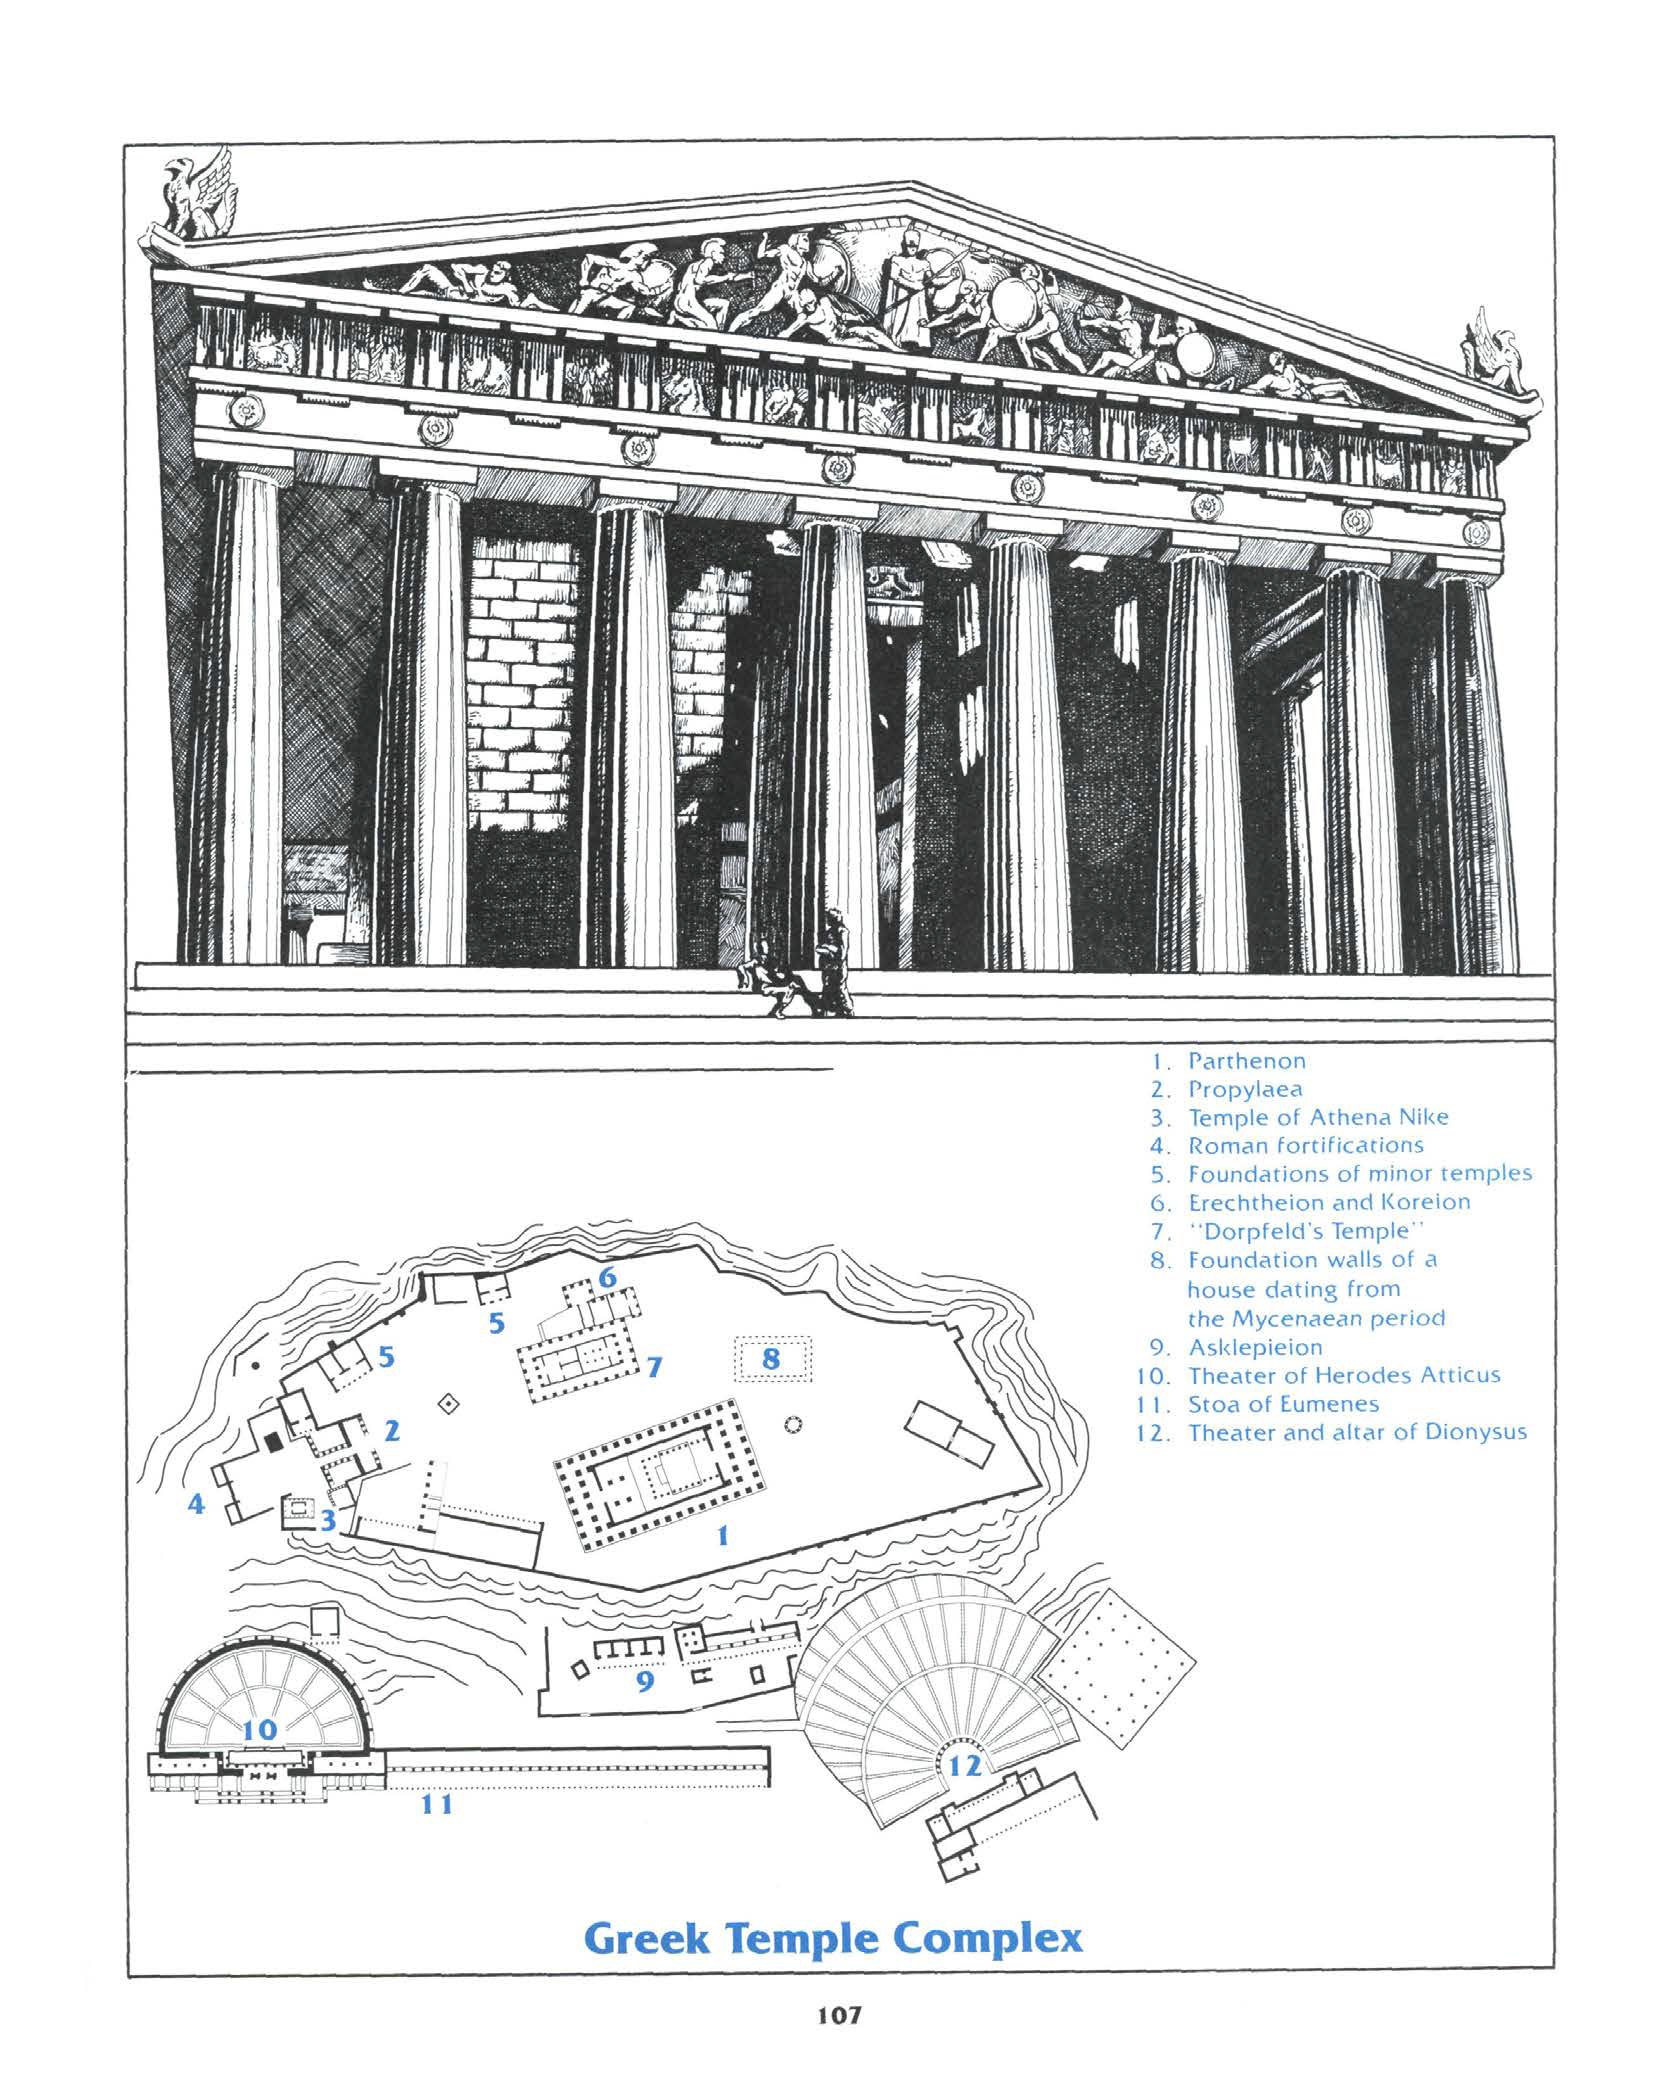 1. Parthenon
2. Propylaea
3. Temple of Athena Nike
4. Roman fortifications
5. Foundations of minor temples
6. Erechtheion and Koreion
7. "Dorpfeld's Temple"
8. Foundation walls of a
house dating from
the Mycenaean period
9. Asklepieion
10. Theater of Herodes Atticus
11. Stoa of Eumenes
12. Theater and altar of Dionysus
6
5
5
7
8
2
4
3
1
9
10
12
11
Greek Temple Complex
107